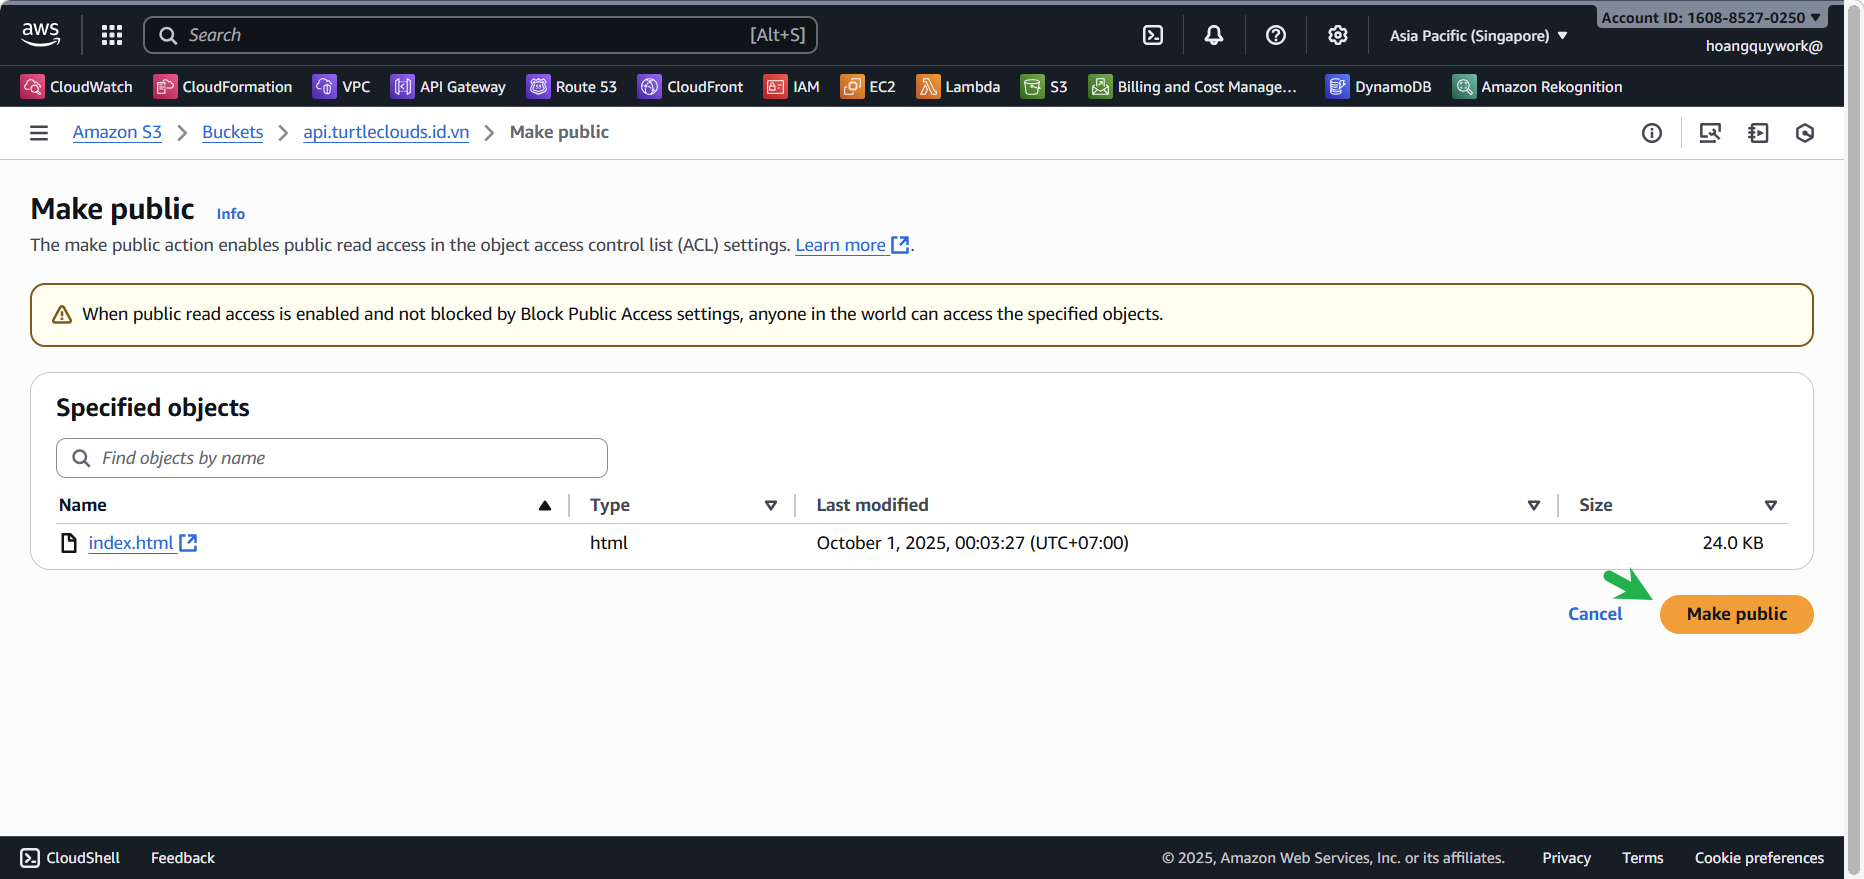 aws
Search [Alt+S]
Asia Pacific (Singapore)
Account ID: 1608-8527-0250
hoangquywork@
CloudWatch CloudFormation VPC API Gateway Route 53 CloudFront IAM EC2 Lambda S3 Billing and Cost Manage... DynamoDB Amazon Rekognition
Amazon S3 Buckets api.turtleclouds.id.vn Make public
Make public Info
The make public action enables public read access in the object access control list (ACL) settings. Learn more.
When public read access is enabled and not blocked by Block Public Access settings, anyone in the world can access the specified objects.
Specified objects
Find objects by name
Name Type Last modified Size
index.html html October 1, 2025, 00:03:27 (UTC+07:00) 24.0 KB
Cancel Make public
CloudShell Feedback © 2025, Amazon Web Services, Inc. or its affiliates. Privacy Terms Cookie preferences